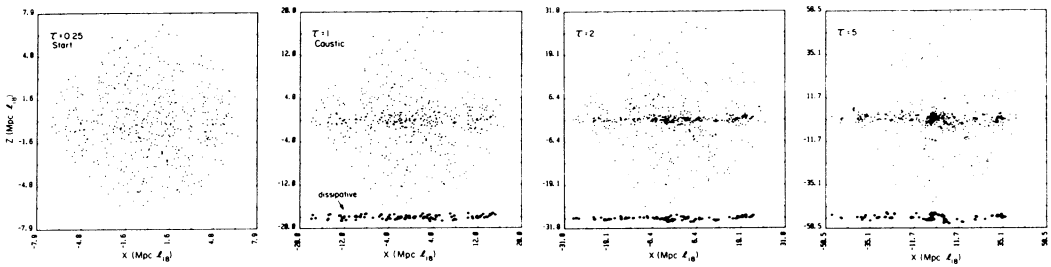 7.9
4.8
1.6
-1.6
-4.8
-7.9
Z (Mpc ℓ₁₈)
τ=0.25
Start
-7.9 -4.8 -1.6 1.6 4.8 7.9
X (Mpc ℓ₁₈)
20.0
12.0
4.0
-4.0
-12.0
-20.0
τ=1
Caustic
dissipative
-20.0 -12.0 -4.0 4.0 12.0 20.0
X (Mpc ℓ₁₈)
31.0
19.1
6.4
-6.4
-19.1
-31.0
τ=2
-31.0 -19.1 -6.4 6.4 19.1 31.0
X (Mpc ℓ₁₈)
58.5
35.1
11.7
-11.7
-35.1
-58.5
τ=5
-58.5 -35.1 -11.7 11.7 35.1 58.5
X (Mpc ℓ₁₈)